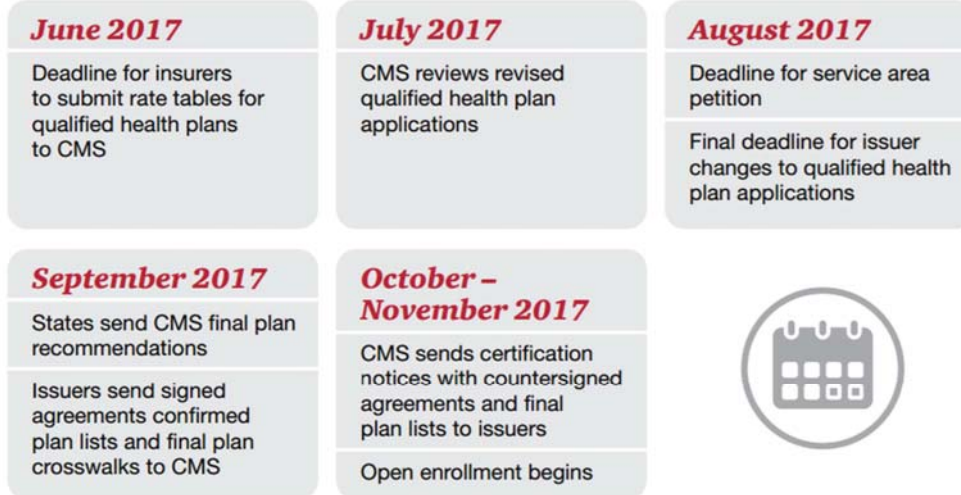 June 2017
Deadline for insurers
to submit rate tables for
qualified health plans
to CMS
July 2017
CMS reviews revised
qualified health plan
applications
August 2017
Deadline for service area
petition
Final deadline for issuer
changes to qualified health
plan applications
September 2017
States send CMS final plan
recommendations
Issuers send signed
agreements confirmed
plan lists and final plan
crosswalks to CMS
October –
November 2017
CMS sends certification
notices with countersigned
agreements and final
plan lists to issuers
Open enrollment begins